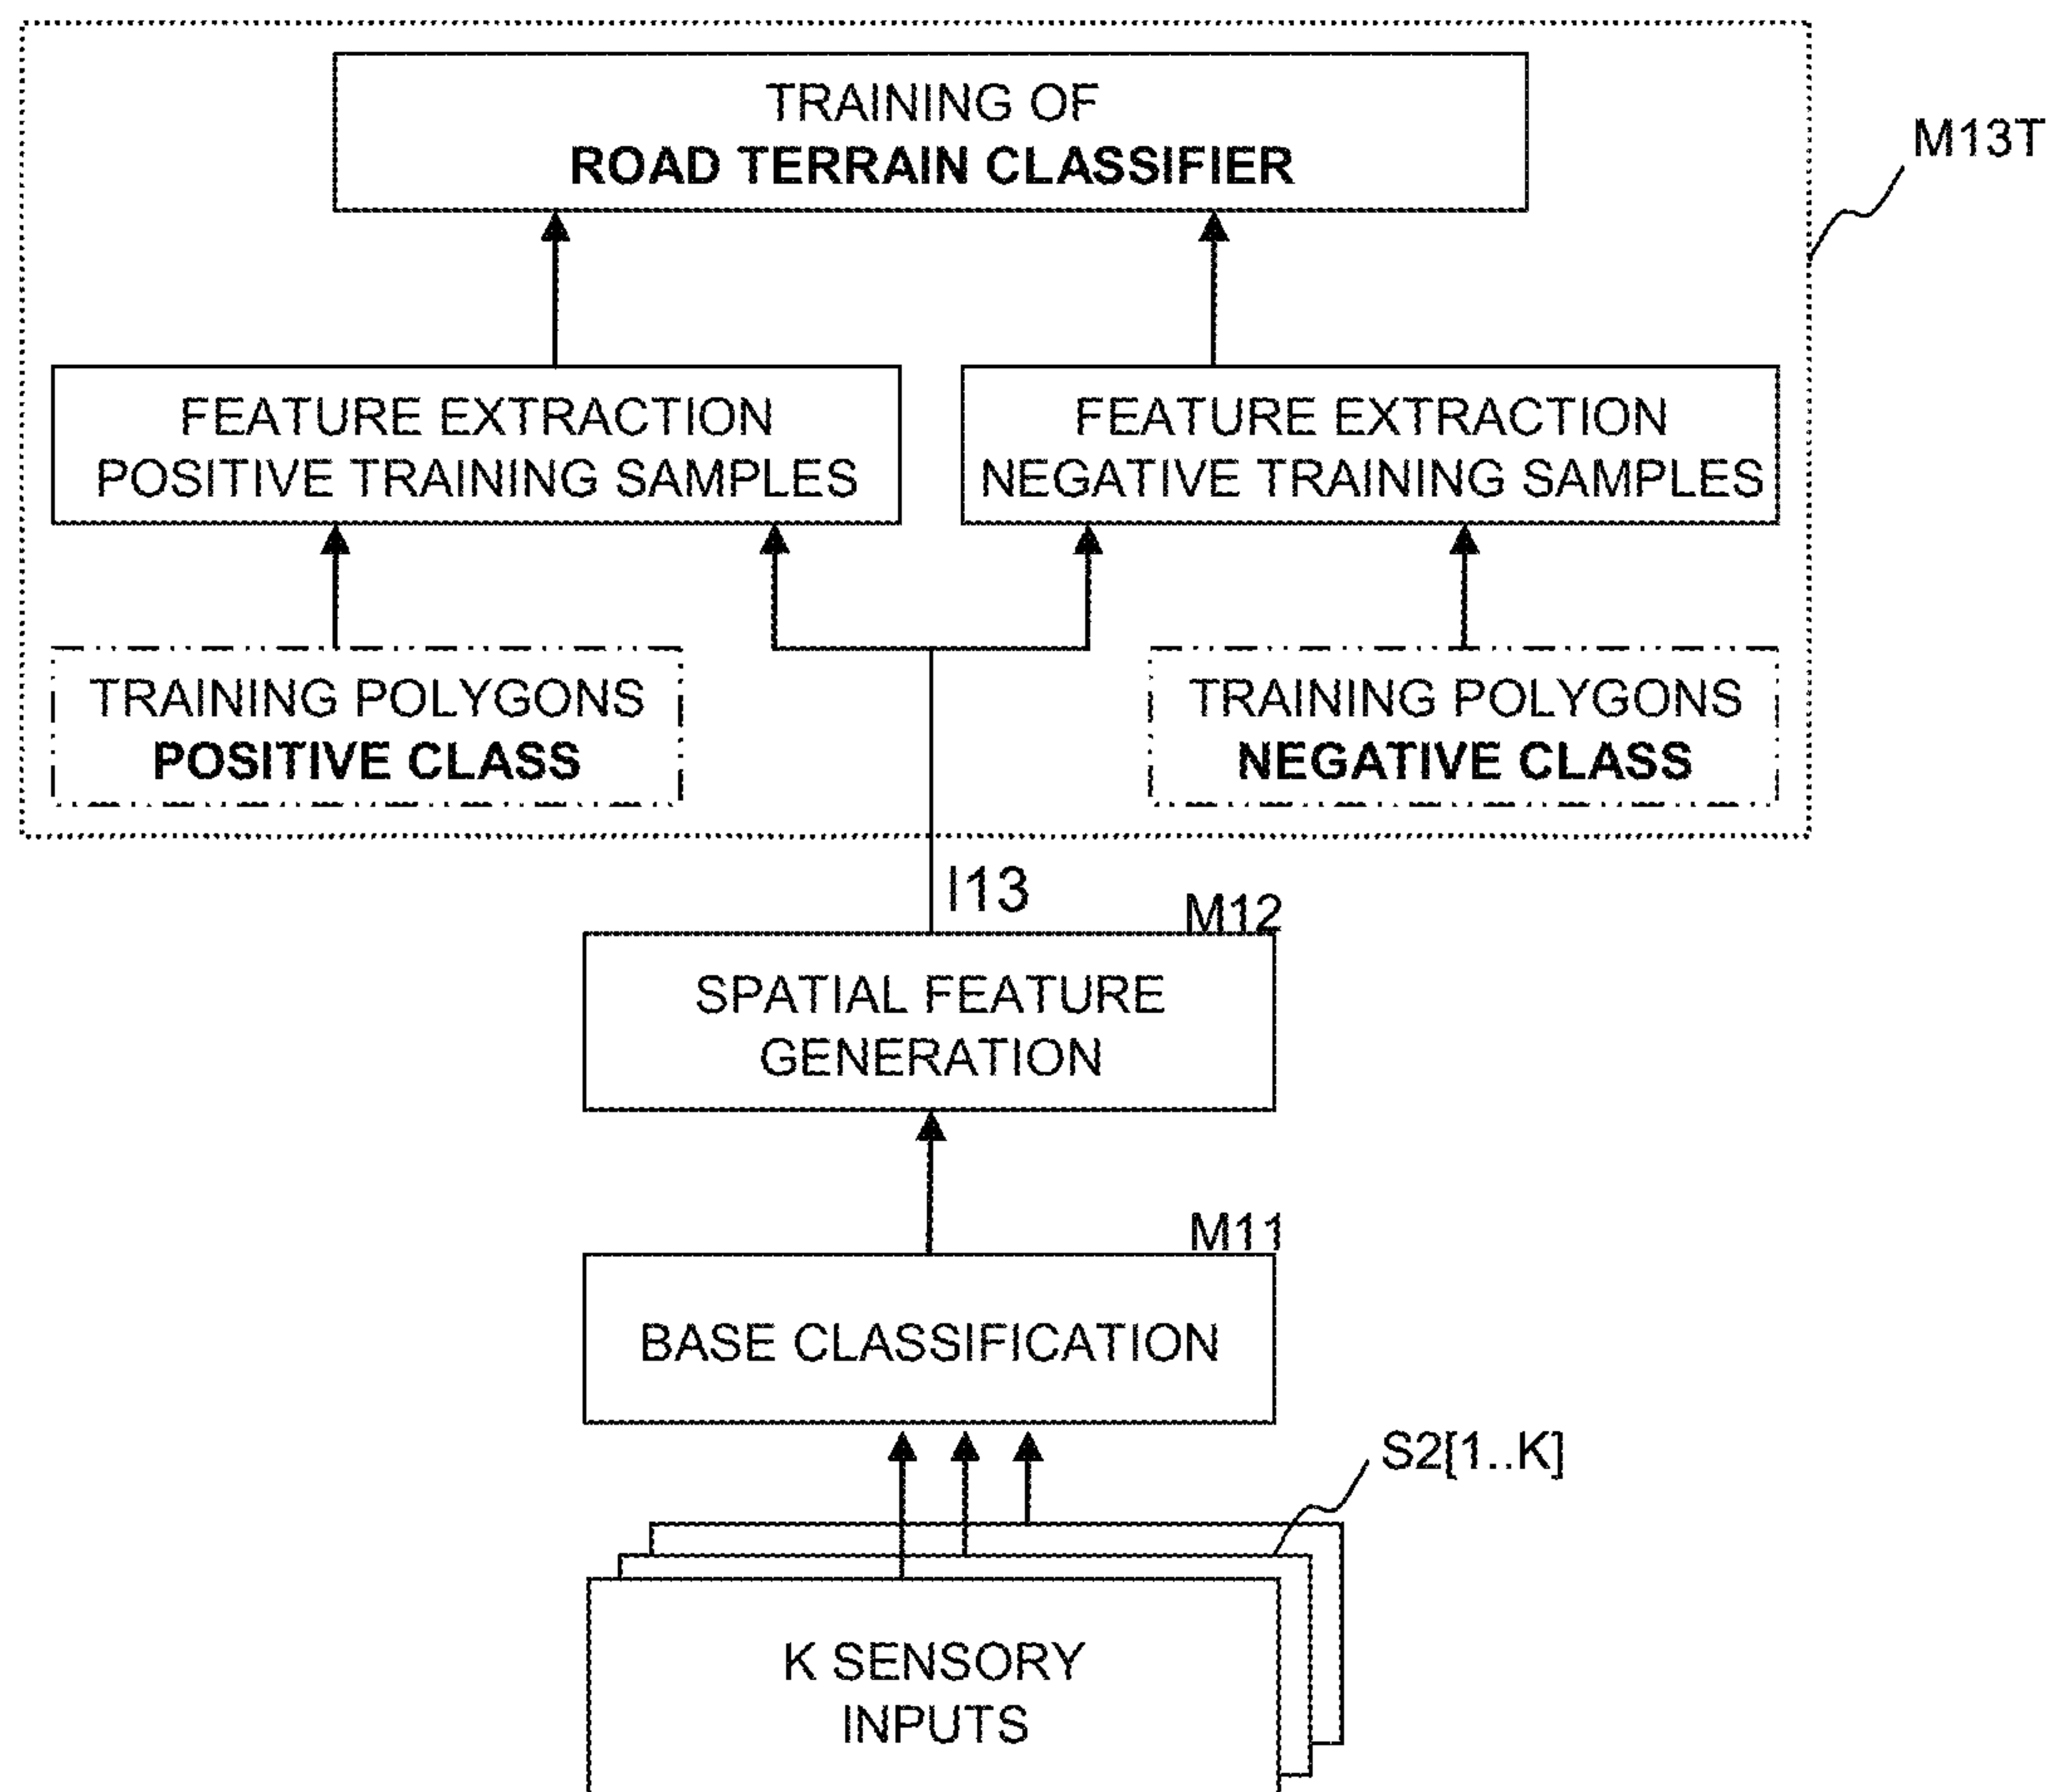 TRAINING OF
ROAD TERRAIN CLASSIFIER
M13T
FEATURE EXTRACTION
POSITIVE TRAINING SAMPLES
FEATURE EXTRACTION
NEGATIVE TRAINING SAMPLES
TRAINING POLYGONS
POSITIVE CLASS
TRAINING POLYGONS
NEGATIVE CLASS
I13
M12
SPATIAL FEATURE
GENERATION
M11
BASE CLASSIFICATION
S2[1..K]
K SENSORY
INPUTS